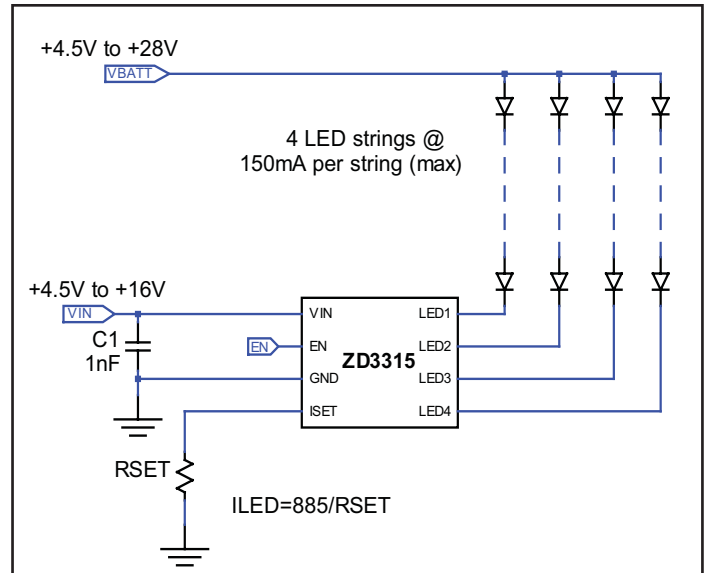 +4.5V to +28V
VBATT
4 LED strings @
150mA per string (max)
+4.5V to +16V
VIN
C1
1nF
EN
VIN
EN
GND
ISET
ZD3315
LED1
LED2
LED3
LED4
RSET
ILED=885/RSET